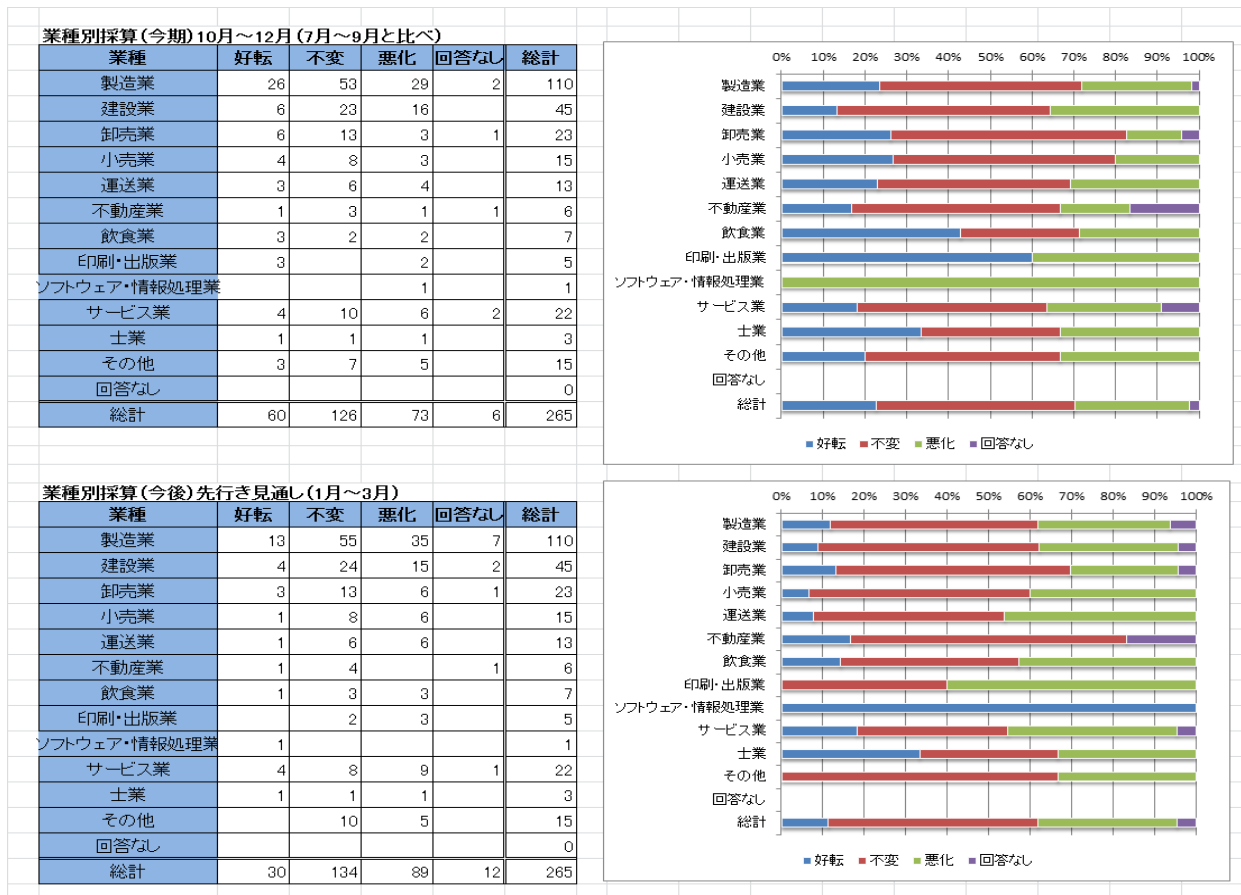 業種別採算(今期)10月～12月(7月～9月と比べ)
業種 好転 不変 悪化 回答なし 総計
製造業 26 53 29 2 110
建設業 6 23 16 45
卸売業 6 13 3 1 23
小売業 4 8 3 15
運送業 3 6 4 13
不動産業 1 3 1 1 6
飲食業 3 2 2 7
印刷・出版業 3 2 5
ソフトウェア・情報処理業 1 1
サービス業 4 10 6 2 22
士業 1 1 1 3
その他 3 7 5 15
回答なし 0
総計 60 126 73 6 265
0% 10% 20% 30% 40% 50% 60% 70% 80% 90% 100%
製造業
建設業
卸売業
小売業
運送業
不動産業
飲食業
印刷・出版業
ソフトウェア・情報処理業
サービス業
士業
その他
回答なし
総計
好転 不変 悪化 回答なし
業種別採算(今後)先行き見通し(1月～3月)
業種 好転 不変 悪化 回答なし 総計
製造業 13 55 35 7 110
建設業 4 24 15 2 45
卸売業 3 13 6 1 23
小売業 1 8 6 15
運送業 1 6 6 13
不動産業 1 4 1 6
飲食業 1 3 3 7
印刷・出版業 2 3 5
ソフトウェア・情報処理業 1 1
サービス業 4 8 9 1 22
士業 1 1 1 3
その他 10 5 15
回答なし 0
総計 30 134 89 12 265
0% 10% 20% 30% 40% 50% 60% 70% 80% 90% 100%
製造業
建設業
卸売業
小売業
運送業
不動産業
飲食業
印刷・出版業
ソフトウェア・情報処理業
サービス業
士業
その他
回答なし
総計
好転 不変 悪化 回答なし